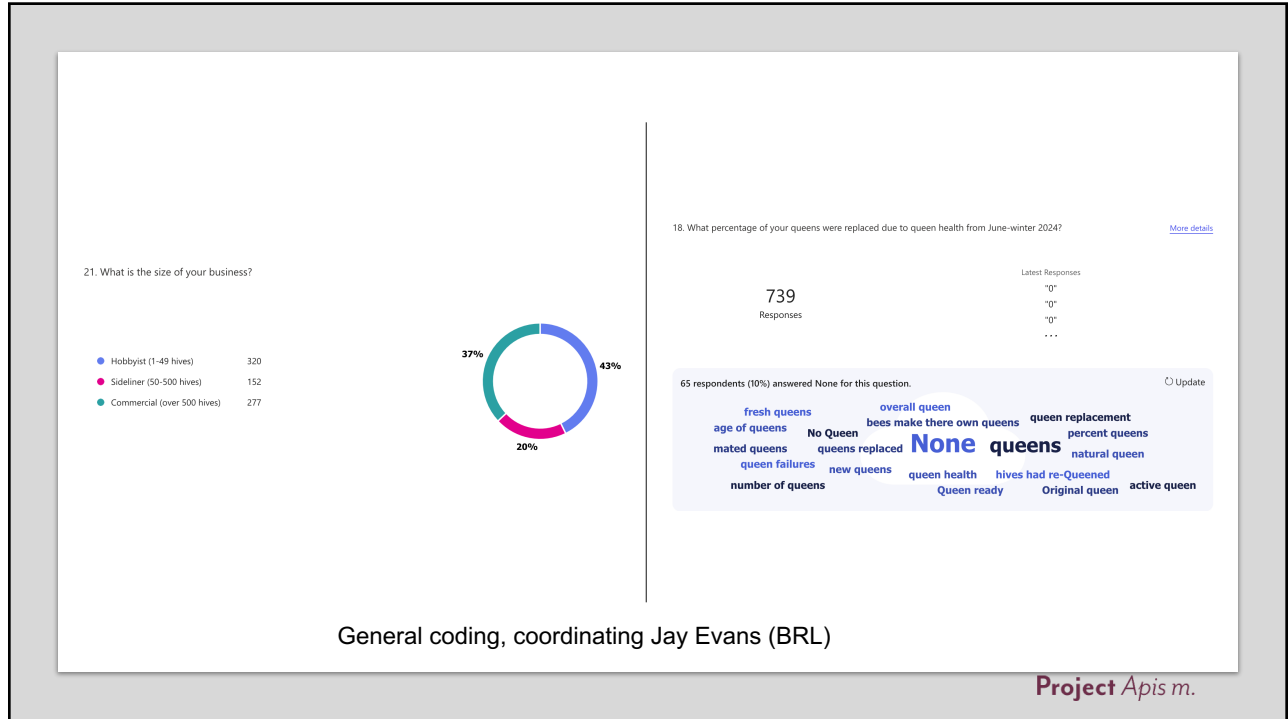 21. What is the size of your business?
Hobbyist (1-49 hives) 320
Sideliner (50-500 hives) 152
Commercial (over 500 hives) 277
37%
43%
20%
18. What percentage of your queens were replaced due to queen health from June-winter 2024?
More details
739
Responses
Latest Responses
"0"
"0"
"0"
...
65 respondents (10%) answered None for this question.
Update
fresh queens
overall queen
age of queens
bees make there own queens
queen replacement
No Queen
percent queens
mated queens
queens replaced
None
queens
natural queen
queen failures
new queens
queen health
hives had re-Queened
number of queens
Queen ready
Original queen
active queen
General coding, coordinating Jay Evans (BRL)
Project Apis m.